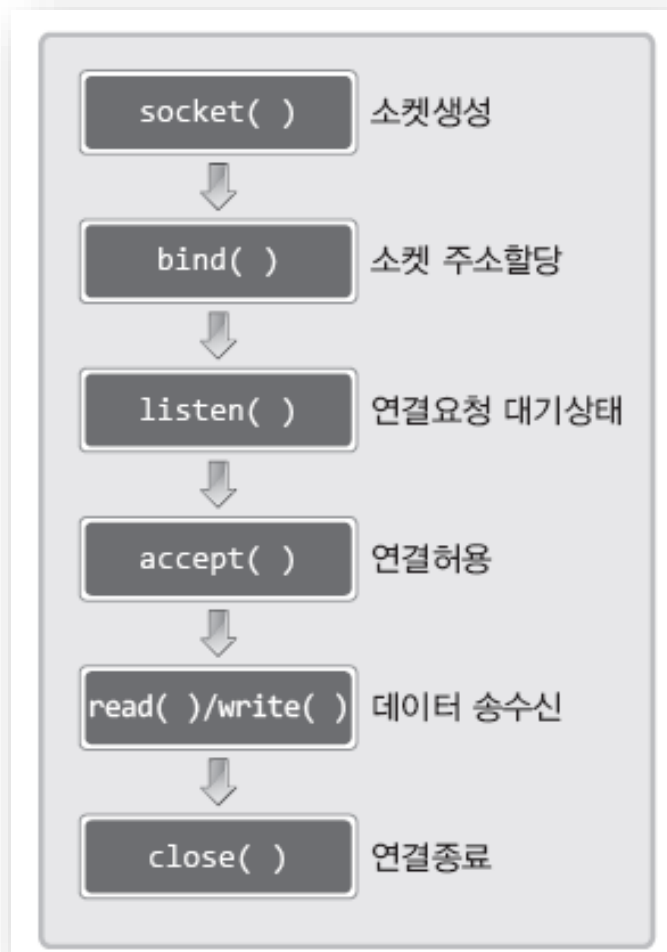 socket( ) 소켓생성
bind( ) 소켓 주소할당
listen( ) 연결요청 대기상태
accept( ) 연결허용
read( )/write( ) 데이터 송수신
close( ) 연결종료